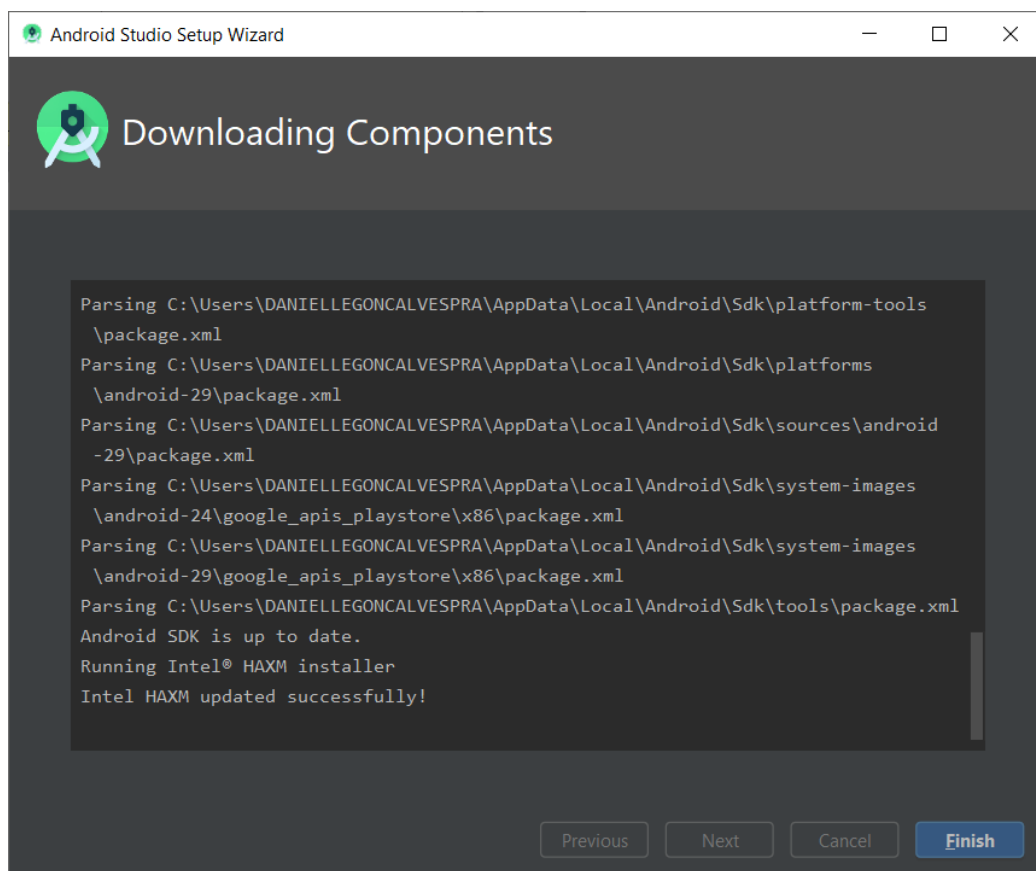 Android Studio Setup Wizard
Downloading Components
Parsing C:\Users\DANIELLEGONCALVESPRA\AppData\Local\Android\Sdk\platform-tools
\package.xml
Parsing C:\Users\DANIELLEGONCALVESPRA\AppData\Local\Android\Sdk\platforms
\android-29\package.xml
Parsing C:\Users\DANIELLEGONCALVESPRA\AppData\Local\Android\Sdk\sources\android
-29\package.xml
Parsing C:\Users\DANIELLEGONCALVESPRA\AppData\Local\Android\Sdk\system-images
\android-24\google_apis_playstore\x86\package.xml
Parsing C:\Users\DANIELLEGONCALVESPRA\AppData\Local\Android\Sdk\system-images
\android-29\google_apis_playstore\x86\package.xml
Parsing C:\Users\DANIELLEGONCALVESPRA\AppData\Local\Android\Sdk\tools\package.xml
Android SDK is up to date.
Running Intel® HAXM installer
Intel HAXM updated successfully!
Previous Next Cancel Finish